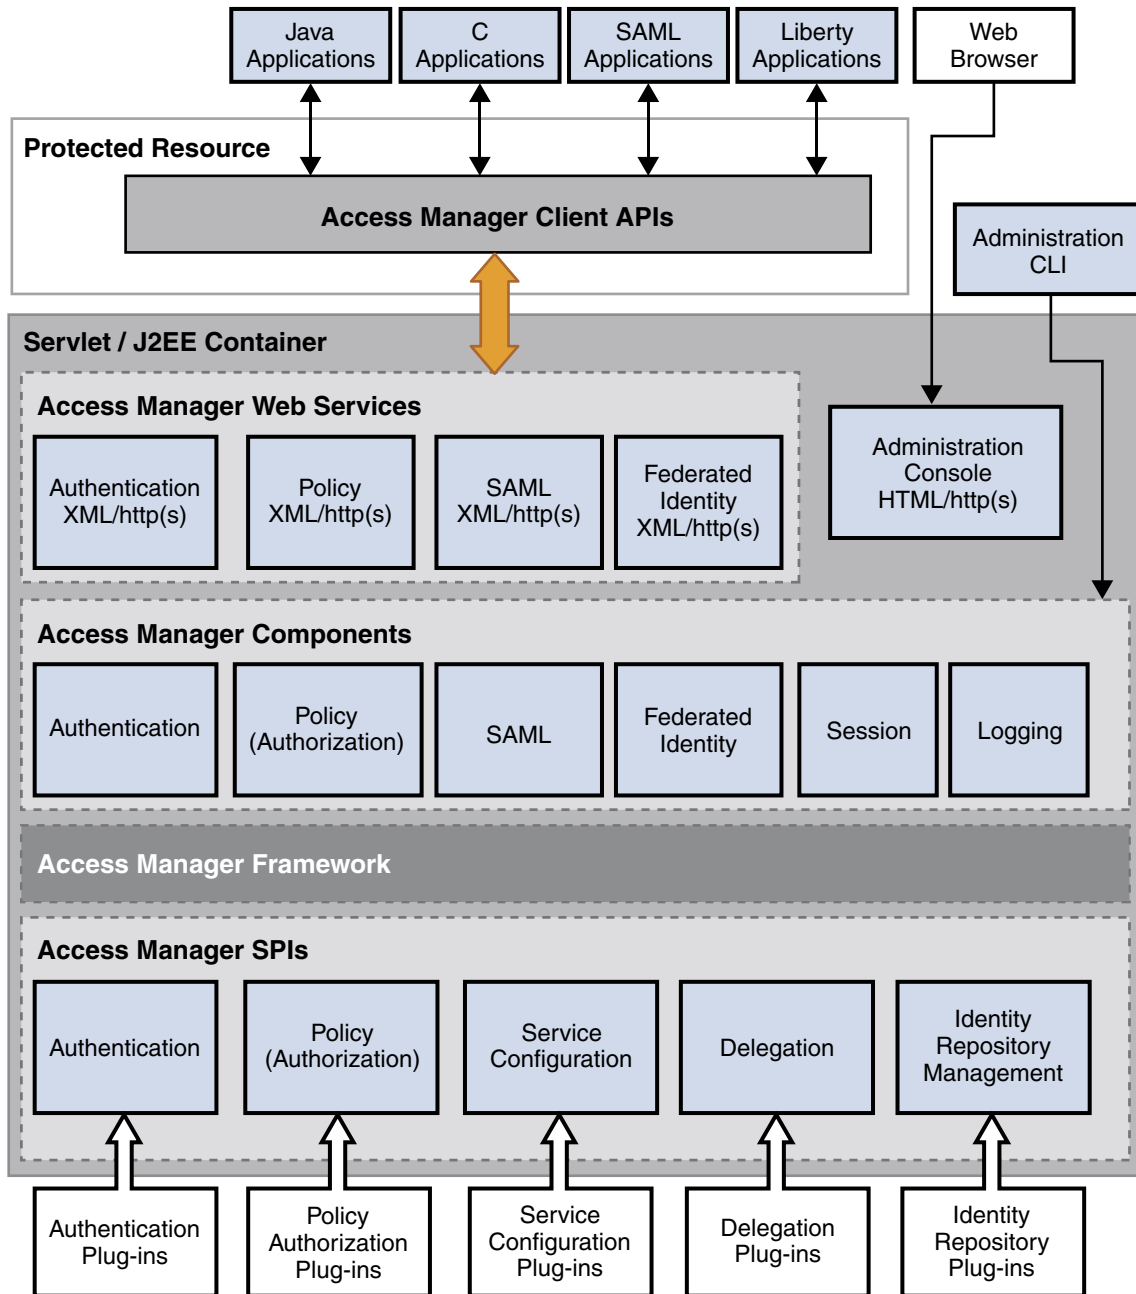 Java
Applications
C
Applications
SAML
Applications
Liberty
Applications
Web
Browser
Protected Resource
Access Manager Client APIs
Administration
CLI
Servlet / J2EE Container
Access Manager Web Services
Authentication
XML/http(s)
Policy
XML/http(s)
SAML
XML/http(s)
Federated
Identity
XML/http(s)
Administration
Console
HTML/http(s)
Access Manager Components
Authentication
Policy
(Authorization)
SAML
Federated
Identity
Session
Logging
Access Manager Framework
Access Manager SPIs
Authentication
Policy
(Authorization)
Service
Configuration
Delegation
Identity
Repository
Management
Authentication
Plug-ins
Policy
Authorization
Plug-ins
Service
Configuration
Plug-ins
Delegation
Plug-ins
Identity
Repository
Plug-ins